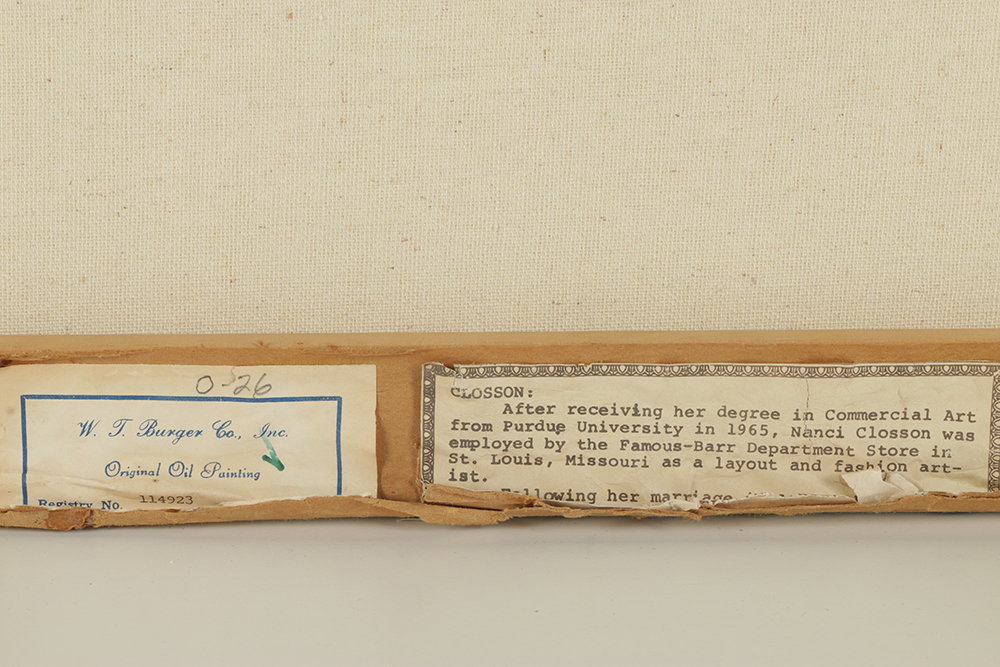 O-526
W. T. Burger Co., Inc.
Original Oil Painting
Registry No. 114923
CLOSSON:
After receiving her degree in Commercial Art
from Purdue University in 1965, Nanci Closson was
employed by the Famous-Barr Department Store in
St. Louis, Missouri as a layout and fashion art-
ist.
Following her marriage